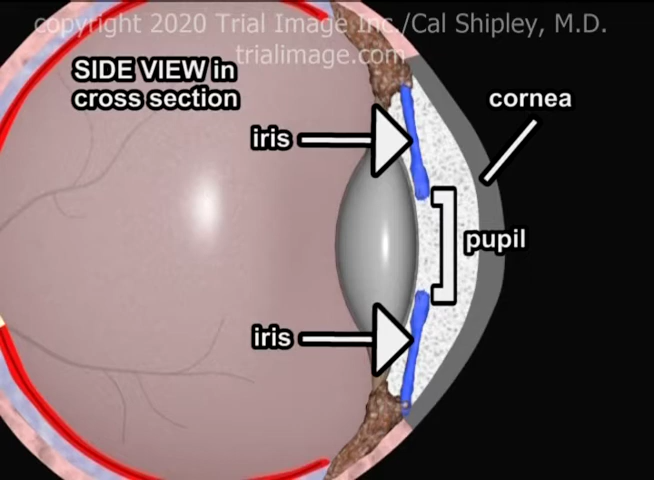 copyright 2020 Trial Image Inc./Cal Shipley, M.D.
trialimage.com
SIDE VIEW in
cross section
cornea
iris
pupil
iris